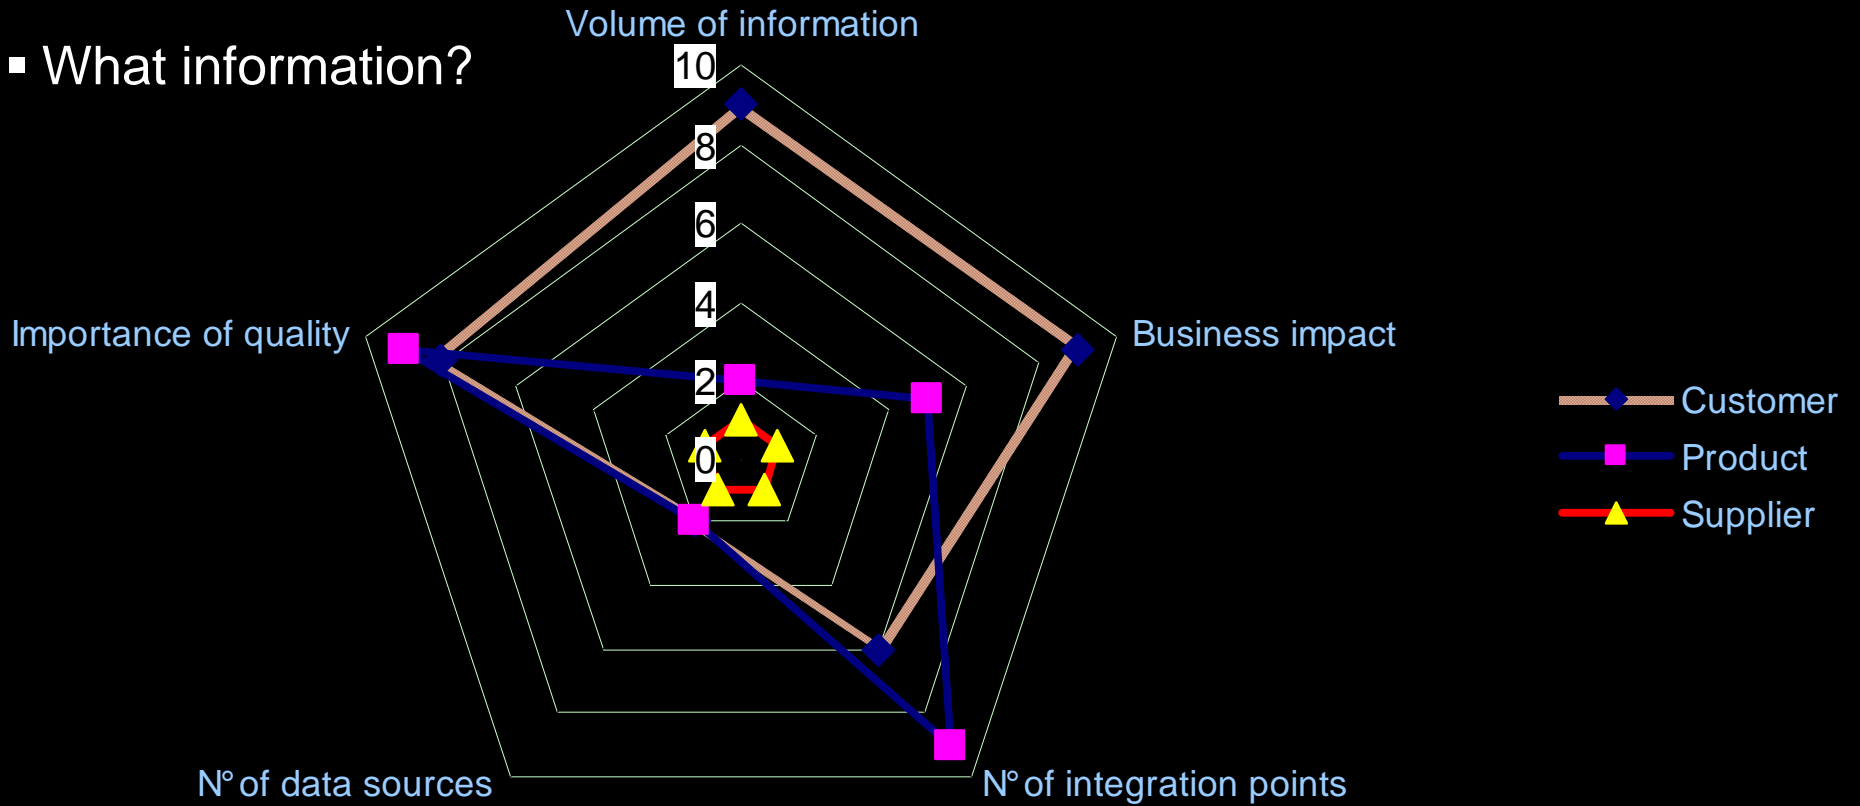 Volume of information
▪ What information?
10
8
6
4
2
0
Importance of quality
Business impact
Customer
Product
Supplier
N° of data sources
N° of integration points